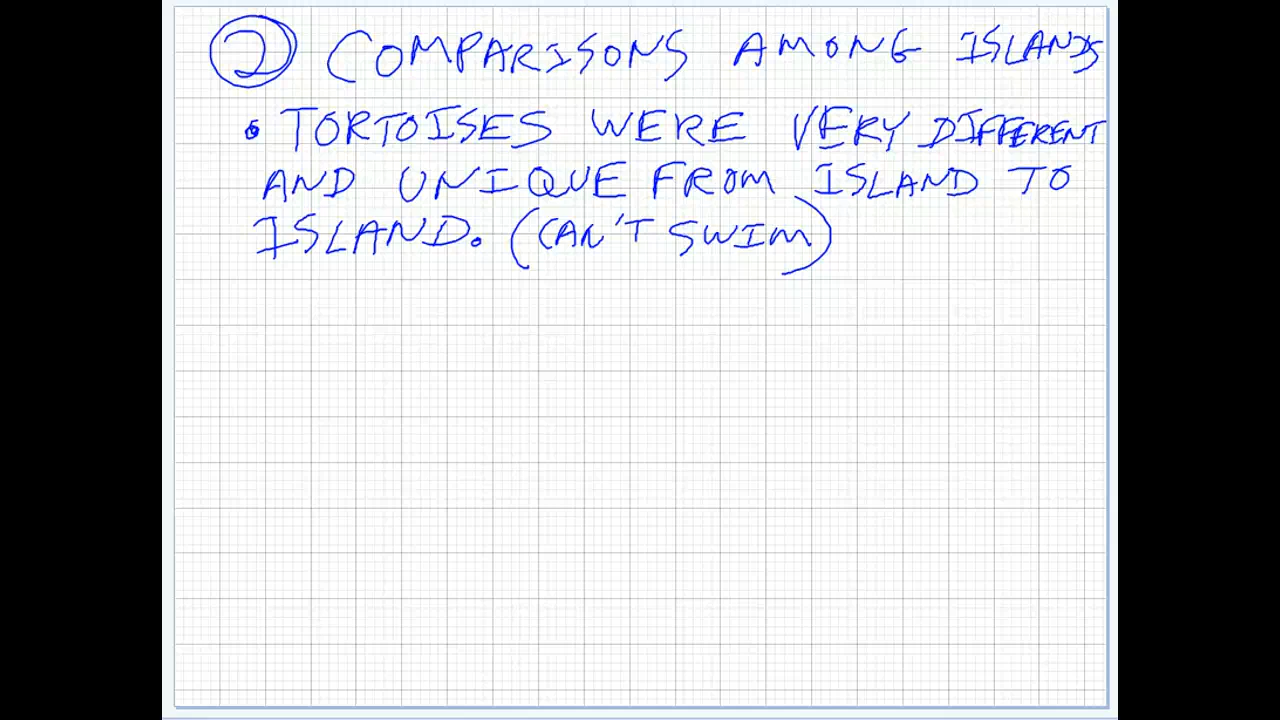 ② COMPARISONS AMONG ISLANDS
• TORTOISES WERE VERY DIFFERENT
AND UNIQUE FROM ISLAND TO
ISLAND. (CAN'T SWIM)